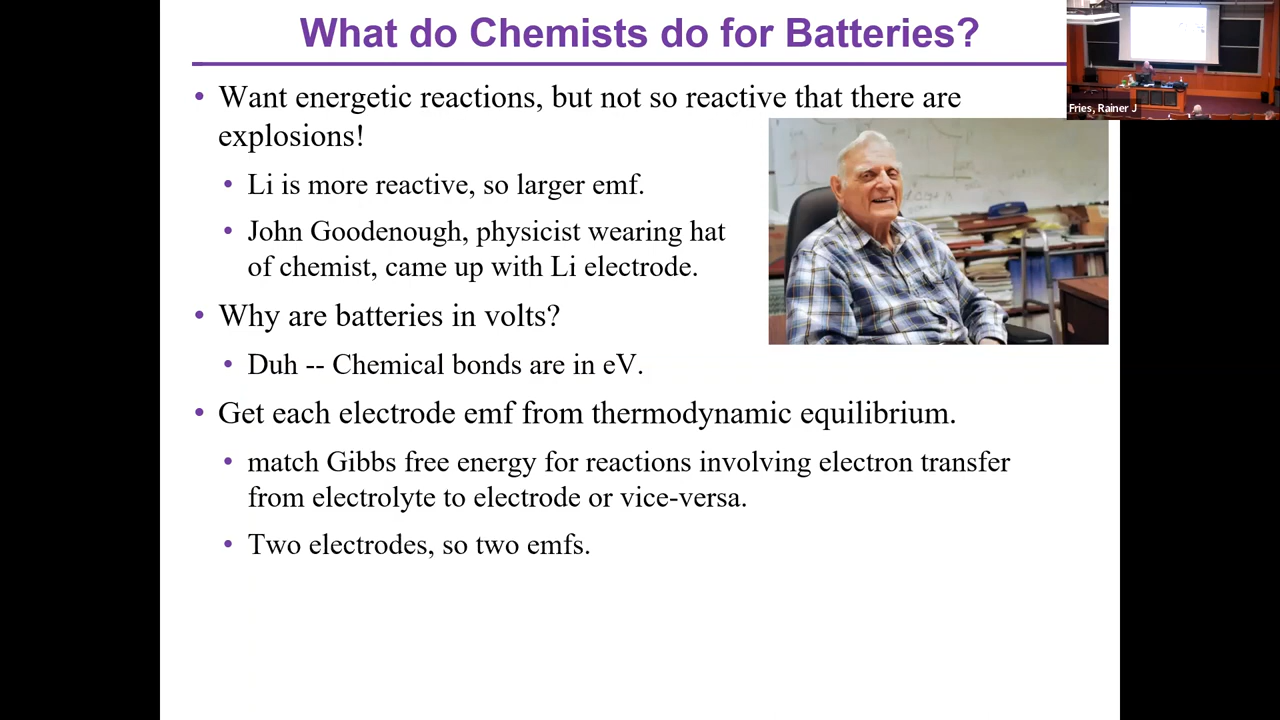 What do Chemists do for Batteries?
Fries, Rainer J
• Want energetic reactions, but not so reactive that there are
explosions!
• Li is more reactive, so larger emf.
• John Goodenough, physicist wearing hat
of chemist, came up with Li electrode.
• Why are batteries in volts?
• Duh -- Chemical bonds are in eV.
• Get each electrode emf from thermodynamic equilibrium.
• match Gibbs free energy for reactions involving electron transfer
from electrolyte to electrode or vice-versa.
• Two electrodes, so two emfs.